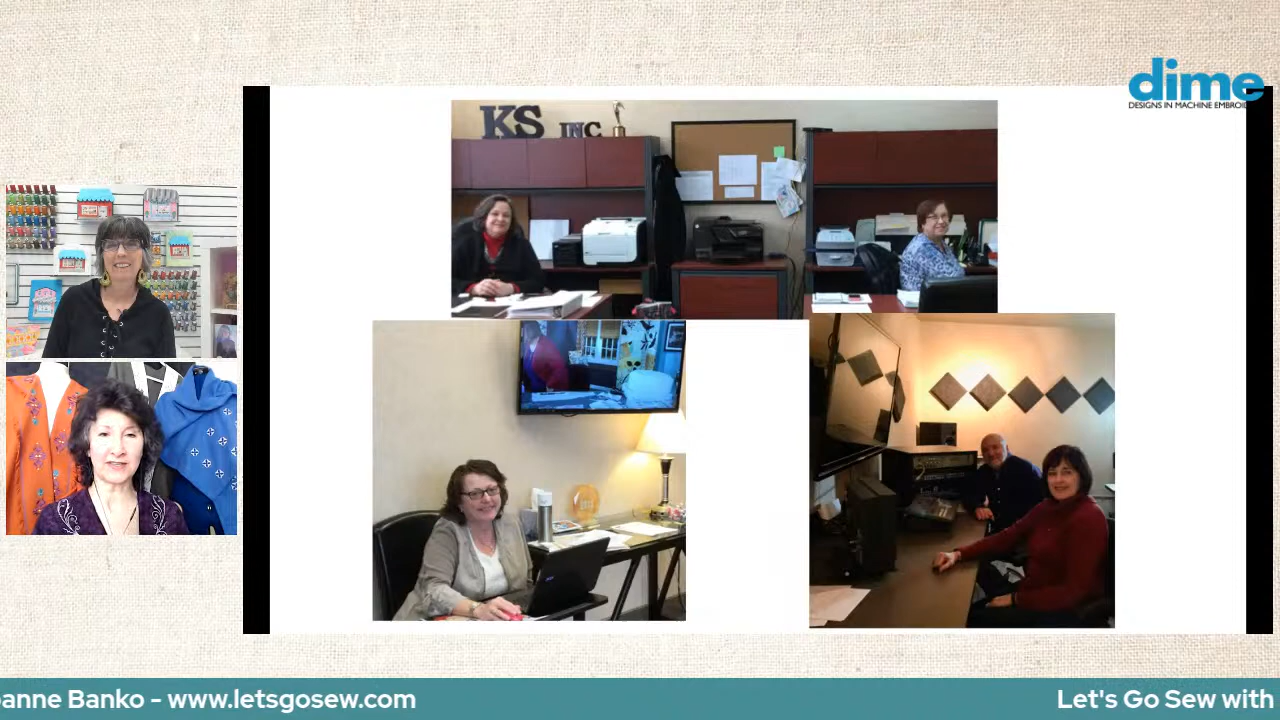 dime
DESIGNS IN MACHINE EMBROI
KS INC
anne Banko - www.letsgosew.com
Let's Go Sew with